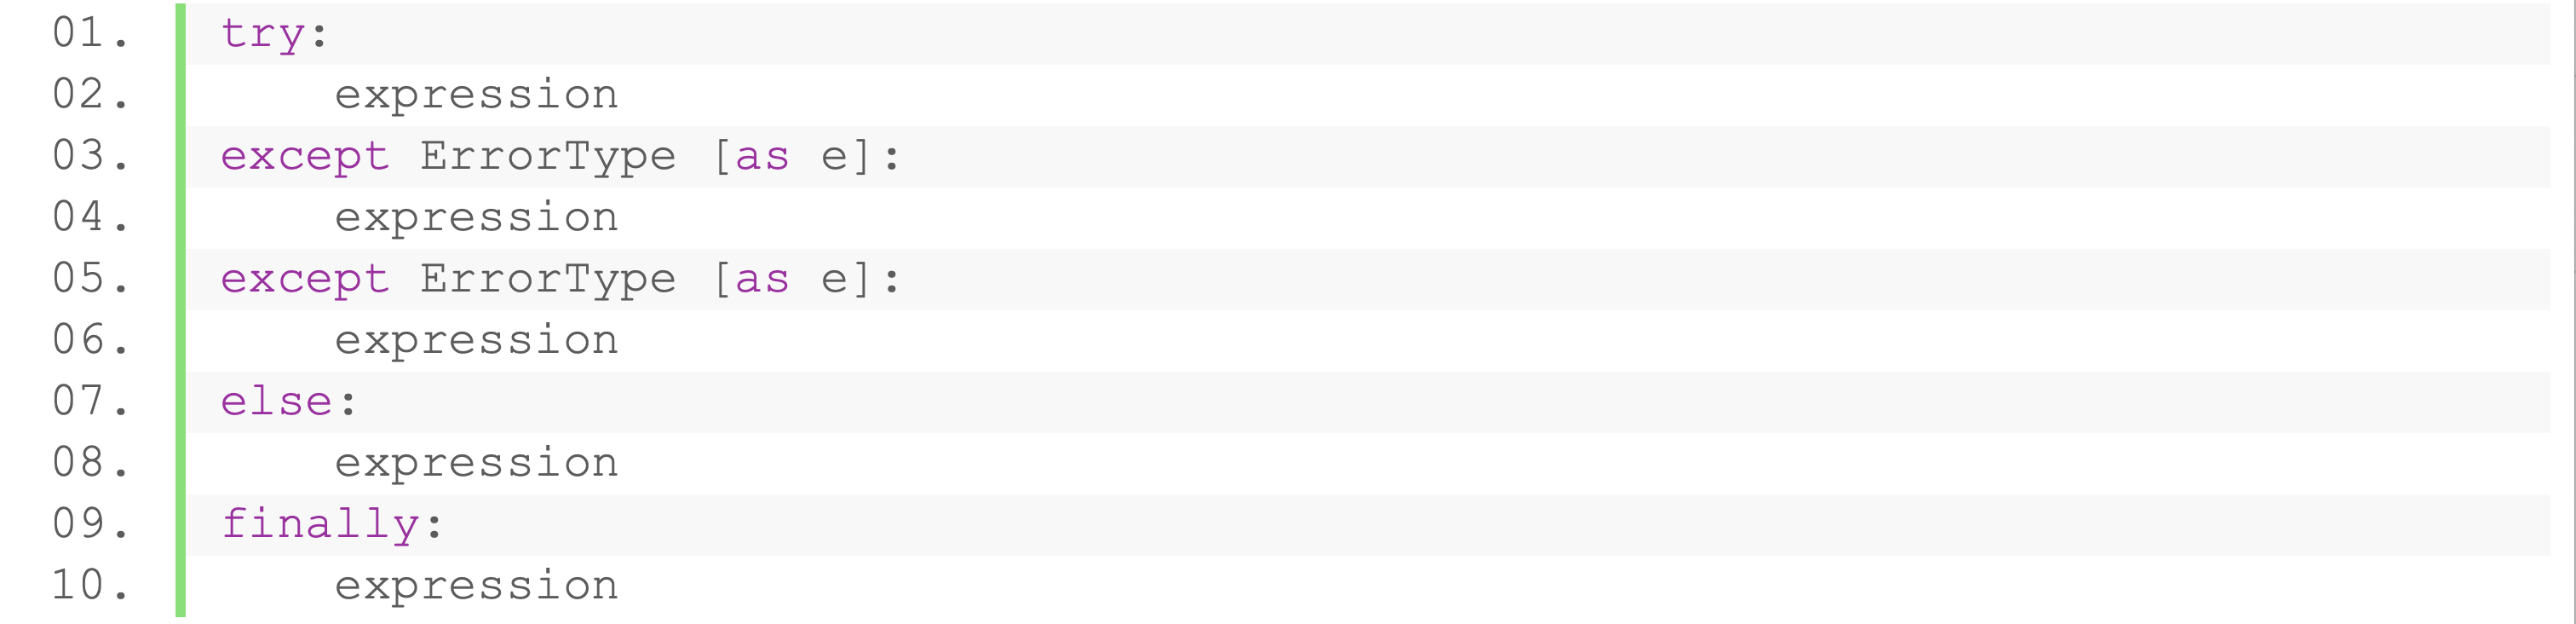 01. try:
02.     expression
03. except ErrorType [as e]:
04.     expression
05. except ErrorType [as e]:
06.     expression
07. else:
08.     expression
09. finally:
10.     expression